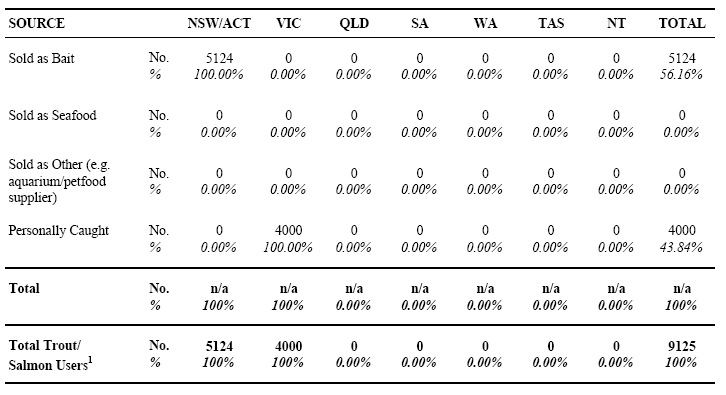 SOURCE NSW/ACT VIC QLD SA WA TAS NT TOTAL
Sold as Bait No. 5124 0 0 0 0 0 0 5124
% 100.00% 0.00% 0.00% 0.00% 0.00% 0.00% 0.00% 56.16%
Sold as Seafood No. 0 0 0 0 0 0 0 0
% 0.00% 0.00% 0.00% 0.00% 0.00% 0.00% 0.00% 0.00%
Sold as Other (e.g. No. 0 0 0 0 0 0 0 0
aquarium/petfood % 0.00% 0.00% 0.00% 0.00% 0.00% 0.00% 0.00% 0.00%
supplier)
Personally Caught No. 0 4000 0 0 0 0 0 4000
% 0.00% 100.00% 0.00% 0.00% 0.00% 0.00% 0.00% 43.84%
Total No. n/a n/a n/a n/a n/a n/a n/a n/a
% 100% 100% 0.00% 0.00% 0.00% 0.00% 0.00% 100%
Total Trout/ No. 5124 4000 0 0 0 0 0 9125
Salmon Users1 % 100% 100% 0.00% 0.00% 0.00% 0.00% 0.00% 100%